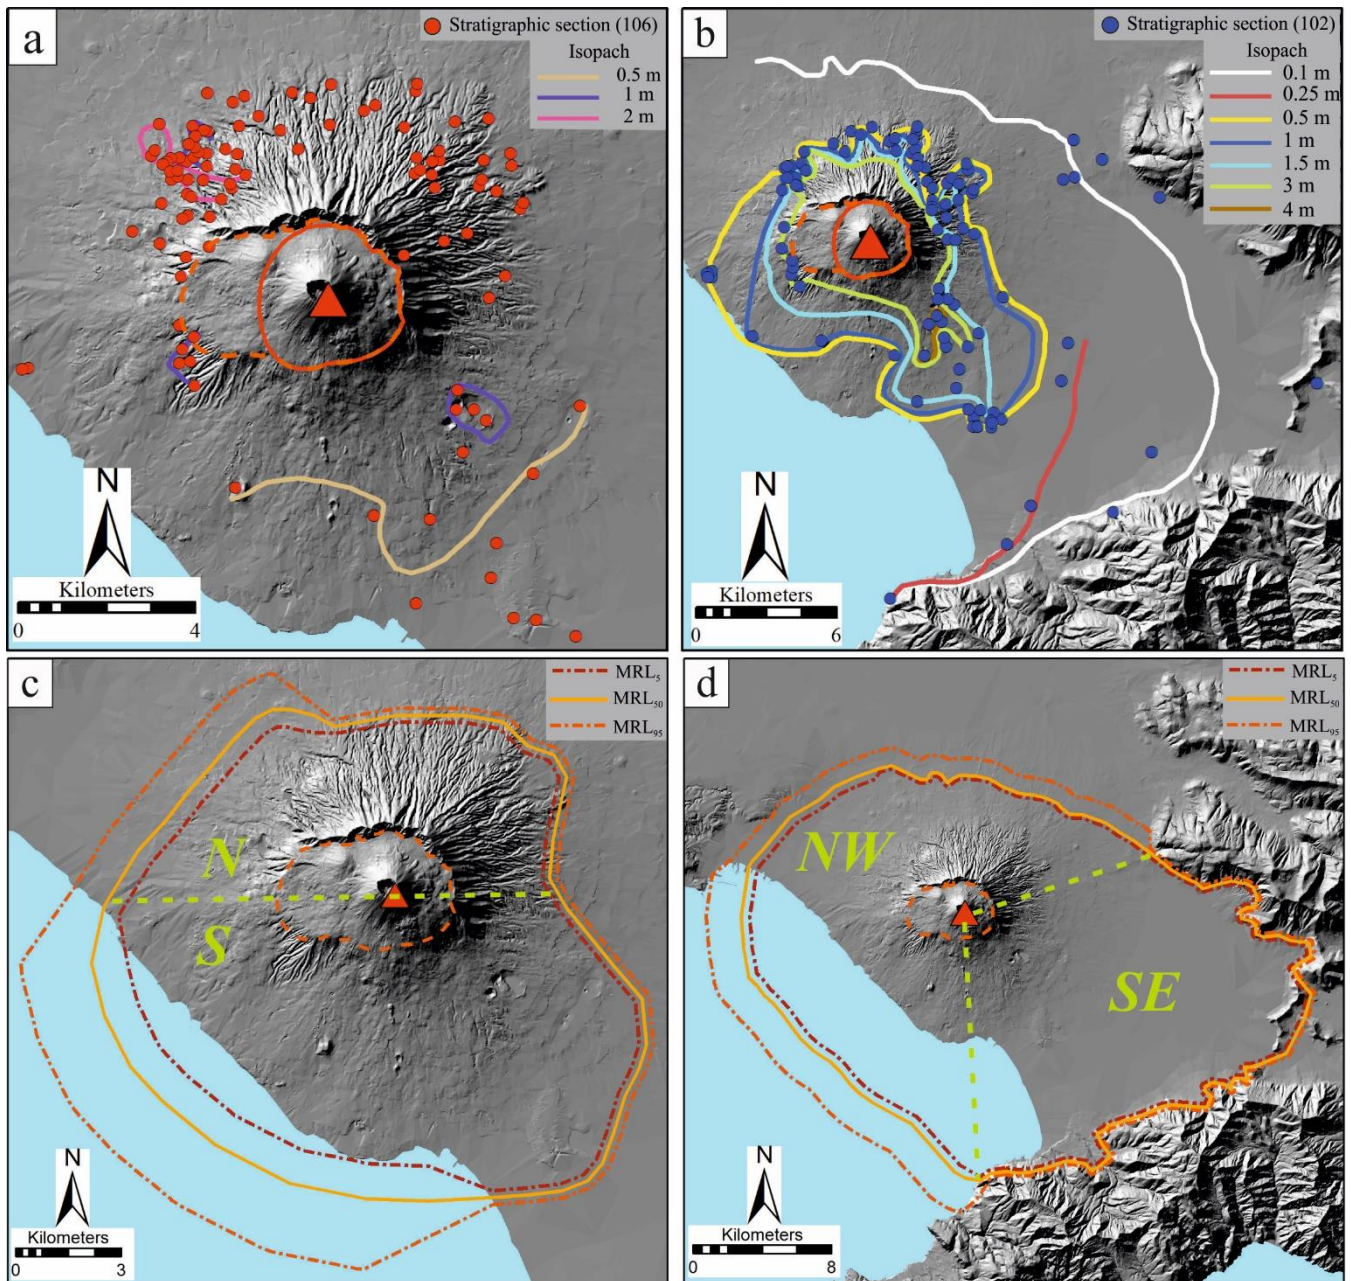 a
Stratigraphic section (106)
Isopach
0.5 m
1 m
2 m
N
Kilometers
0 4
b
Stratigraphic section (102)
Isopach
0.1 m
0.25 m
0.5 m
1 m
1.5 m
3 m
4 m
N
Kilometers
0 6
c
MRL5
MRL50
MRL95
N
S
N
Kilometers
0 3
d
MRL5
MRL50
MRL95
NW
SE
N
Kilometers
0 8